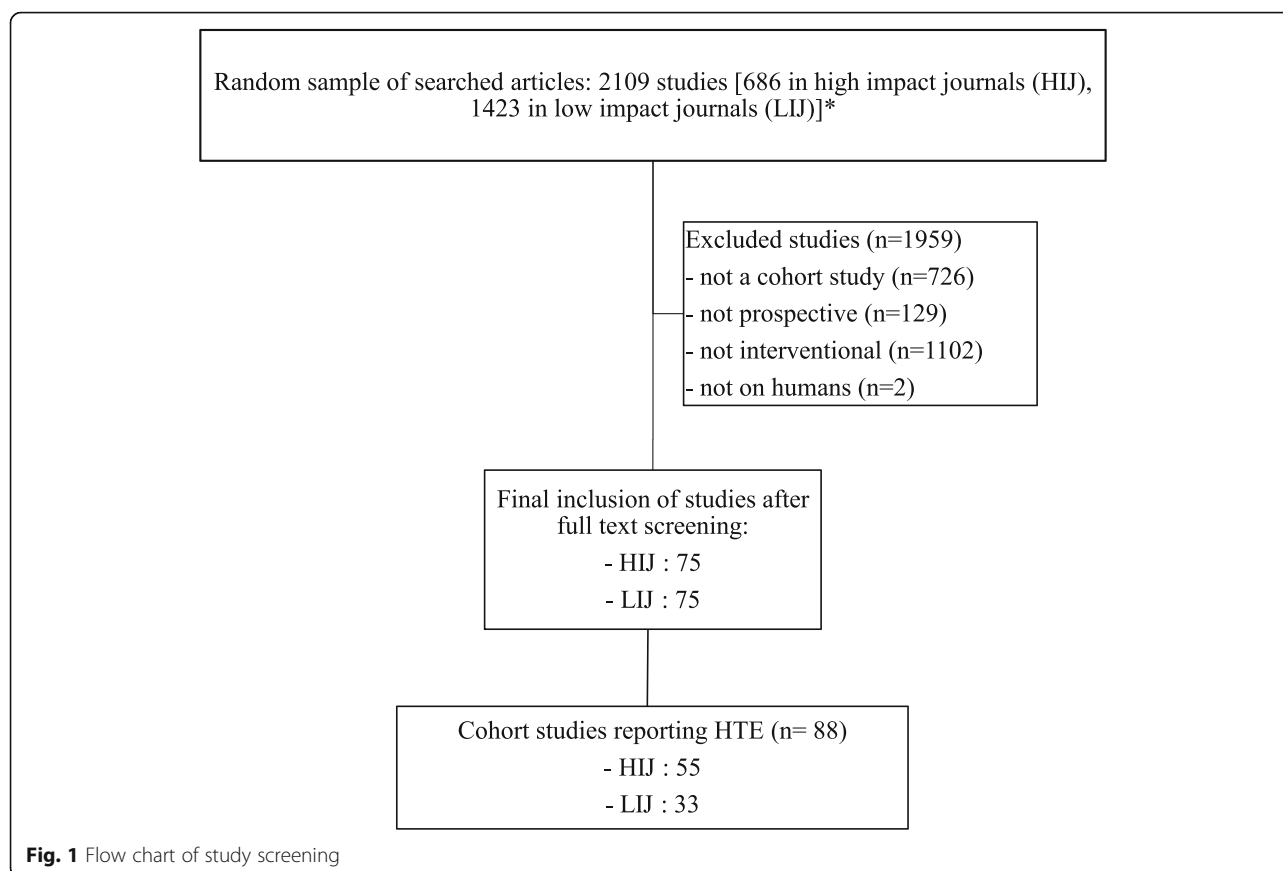 Random sample of searched articles: 2109 studies [686 in high impact journals (HIJ),
1423 in low impact journals (LIJ)]*
Excluded studies (n=1959)
- not a cohort study (n=726)
- not prospective (n=129)
- not interventional (n=1102)
- not on humans (n=2)
Final inclusion of studies after
full text screening:
- HIJ : 75
- LIJ : 75
Cohort studies reporting HTE (n= 88)
- HIJ : 55
- LIJ : 33
Fig. 1 Flow chart of study screening